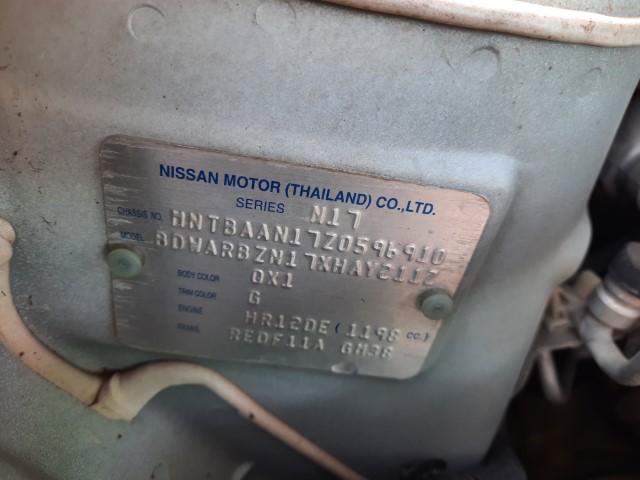 NISSAN MOTOR (THAILAND) CO.,LTD.
SERIES N17
CHASSIS NO. MNTBAAN17Z0596910
MODEL BDWARBZN17XHAYZ11Z
BODY COLOR QX1
TRIM COLOR G
ENGINE HR12DE ( 1198 CC.)
TRANS. RE0F11A GM38